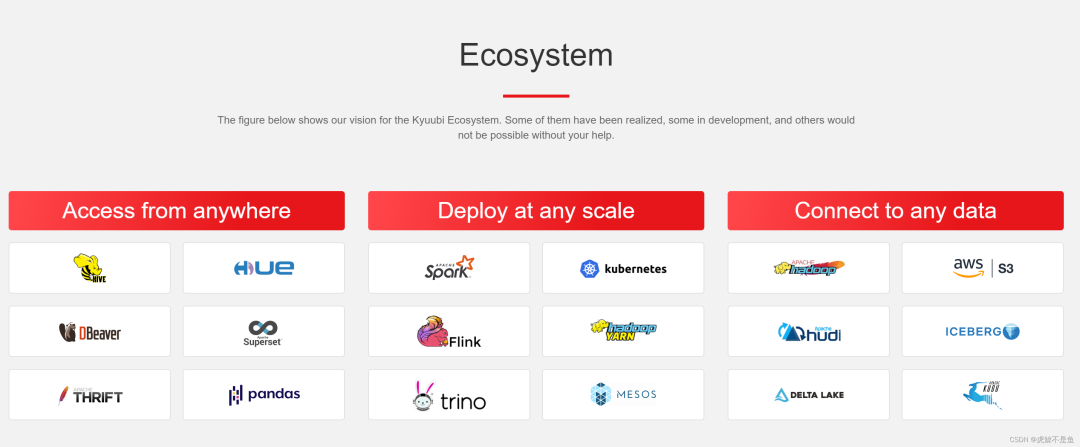 Ecosystem
The figure below shows our vision for the Kyuubi Ecosystem. Some of them have been realized, some in development, and others would
not be possible without your help.
Access from anywhere
Deploy at any scale
Connect to any data
HIVE
HUE
APACHE
Spark
kubernetes
APACHE
hadoop
aws
S3
DBeaver
Superset
Flink
hadoop
YARN
Apache
hudi
ICEBERG
APACHE
THRIFT
pandas
trino
MESOS
DELTA LAKE
APACHE
KUDU
CSDN @虎鲸不是鱼